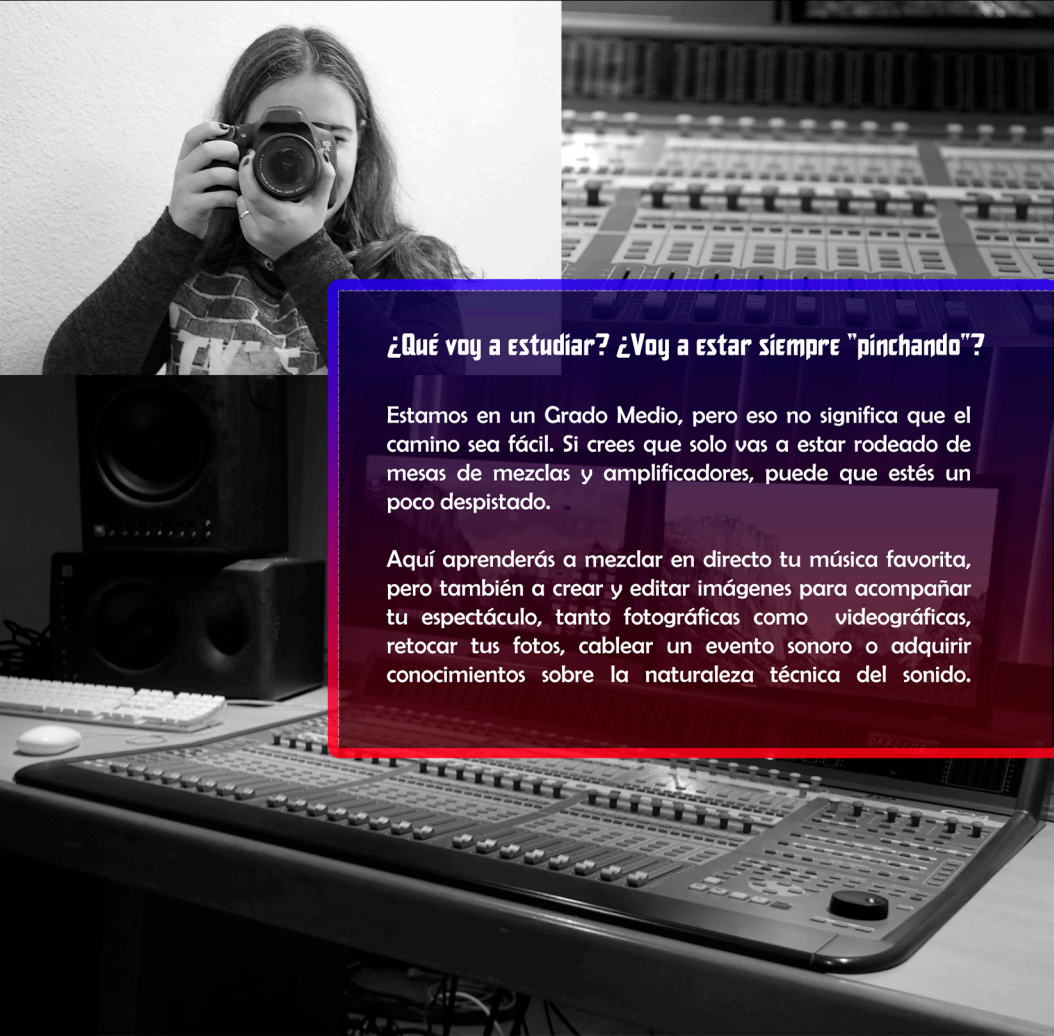 ¿Qué voy a estudiar? ¿Voy a estar siempre "pinchando"?
Estamos en un Grado Medio, pero eso no significa que el
camino sea fácil. Si crees que solo vas a estar rodeado de
mesas de mezclas y amplificadores, puede que estés un
poco despistado.
Aquí aprenderás a mezclar en directo tu música favorita,
pero también a crear y editar imágenes para acompañar
tu espectáculo, tanto fotográficas como videográficas,
retocar tus fotos, cablear un evento sonoro o adquirir
conocimientos sobre la naturaleza técnica del sonido.